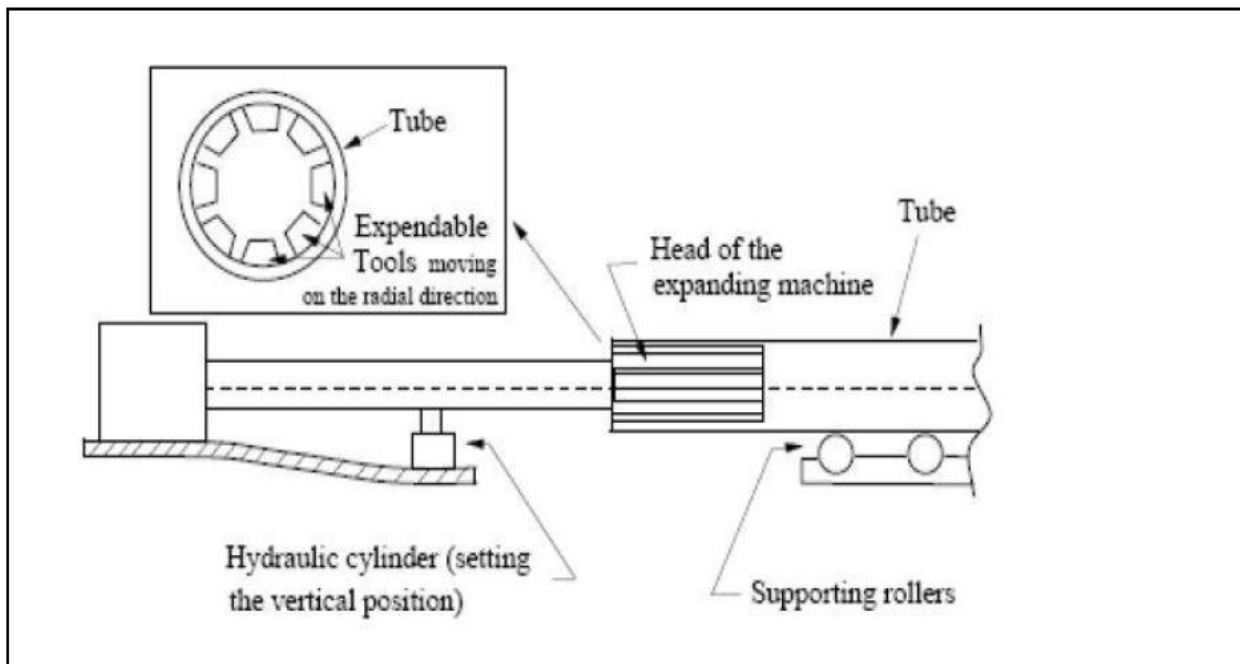 Tube
Expendable
Tools moving
on the radial direction
Tube
Head of the
expanding machine
Hydraulic cylinder (setting
the vertical position)
Supporting rollers